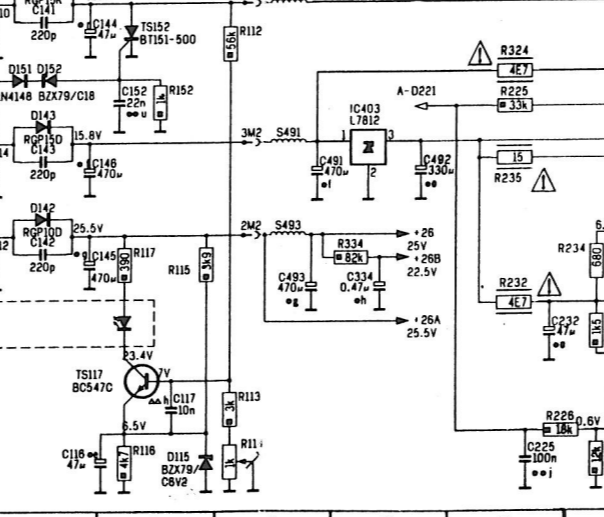 RGP15K
C141
220p
C144
47µ
TS152
BT151-500
R112
56k
S491
D151 D152
N4148 BZX79/C18
C152
22n
R152
1k
R324
4E7
A-D221
R225
33k
D143
RGP15D
C143
220p
15.8V
3M2
S491
IC403
L7812
1
3
2
C146
470µ
C491
470µ
C492
330µ
15
R235
D142
RGP10D
C142
220p
25.5V
2M2
S493
+26
25V
R334
82k
+26B
22.5V
C145
470µ
R117
390
R115
3k9
C493
470µ
C334
0.47µ
+26A
25.5V
R234
680
R232
4E7
C232
47µ
1k5
23.4V
TS117
BC547C
7V
C117
10n
R113
3k
6.5V
C116
47µ
R116
4k7
D115
BZX79/
C6V2
1k
R226
18k
0.6V
C225
100n
12k